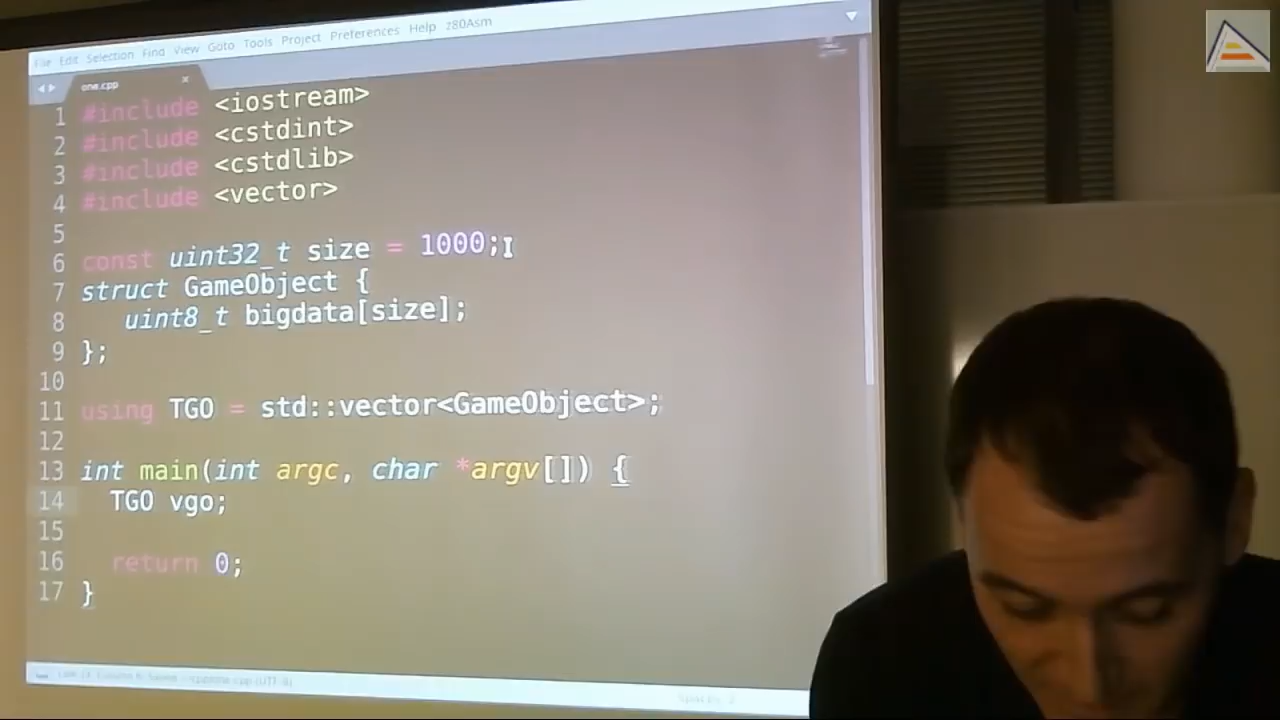 File Edit Selection Find View Goto Tools Project Preferences Help z80Asm
one.cpp
1 #include <iostream>
2 #include <cstdint>
3 #include <cstdlib>
4 #include <vector>
5
6 const uint32_t size = 1000;
7 struct GameObject {
8 uint8_t bigdata[size];
9 };
10
11 using TGO = std::vector<GameObject>;
12
13 int main(int argc, char *argv[]) {
14 TGO vgo;
15
16 return 0;
17 }
Spaces: 2